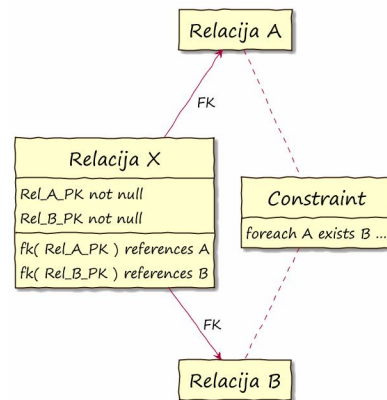 Relacija A
FK
Relacija X
Rel_A_PK not null
Rel_B_PK not null
fk( Rel_A_PK ) references A
fk( Rel_B_PK ) references B
Constraint
foreach A exists B ...
FK
Relacija B